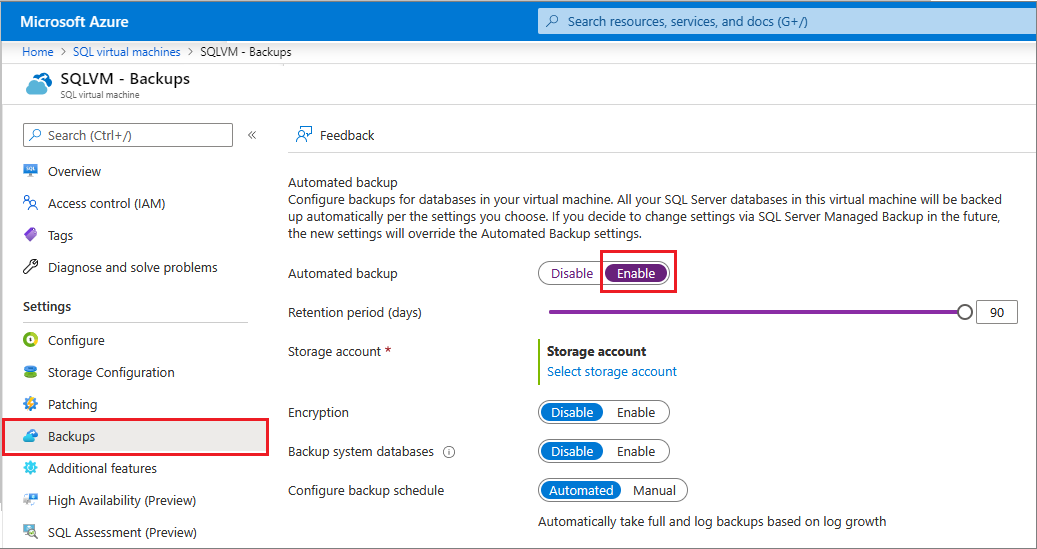 Microsoft Azure
Search resources, services, and docs (G+/)
Home > SQL virtual machines > SQLVM - Backups
SQLVM - Backups
SQL virtual machine
Search (Ctrl+/)
«
Feedback
Overview
Access control (IAM)
Tags
Diagnose and solve problems
Settings
Configure
Storage Configuration
Patching
Backups
Additional features
High Availability (Preview)
SQL Assessment (Preview)
Automated backup
Configure backups for databases in your virtual machine. All your SQL Server databases in this virtual machine will be backed
up automatically per the settings you choose. If you decide to change settings via SQL Server Managed Backup in the future,
the new settings will override the Automated Backup settings.
Automated backup Disable Enable
Retention period (days) 90
Storage account * Storage account
Select storage account
Encryption Disable Enable
Backup system databases Disable Enable
Configure backup schedule Automated Manual
Automatically take full and log backups based on log growth